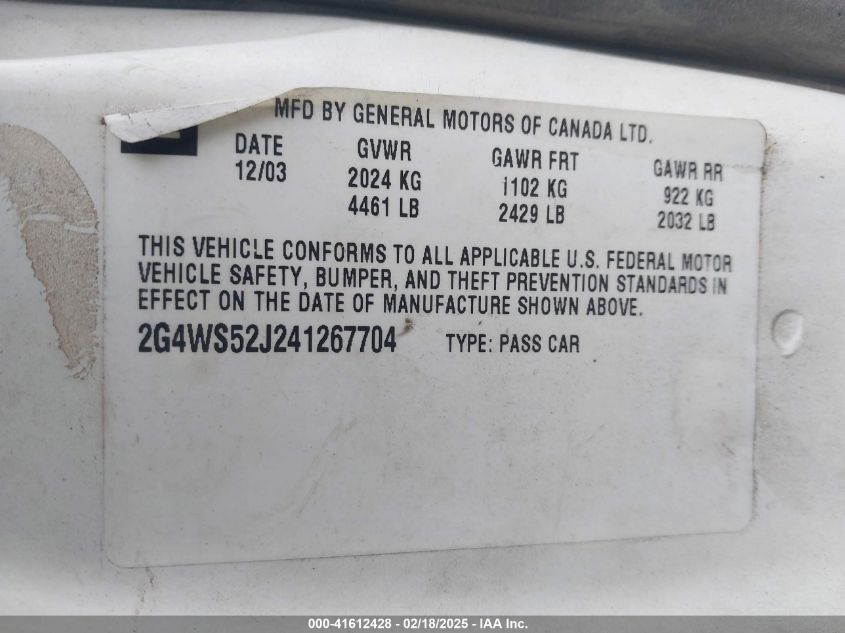 MFD BY GENERAL MOTORS OF CANADA LTD.
DATE GVWR GAWR FRT GAWR RR
12/03 2024 KG 1102 KG 922 KG
4461 LB 2429 LB 2032 LB
THIS VEHICLE CONFORMS TO ALL APPLICABLE U.S. FEDERAL MOTOR
VEHICLE SAFETY, BUMPER, AND THEFT PREVENTION STANDARDS IN
EFFECT ON THE DATE OF MANUFACTURE SHOWN ABOVE.
2G4WS52J241267704 TYPE: PASS CAR
000-41612428 - 02/18/2025 - IAA Inc.